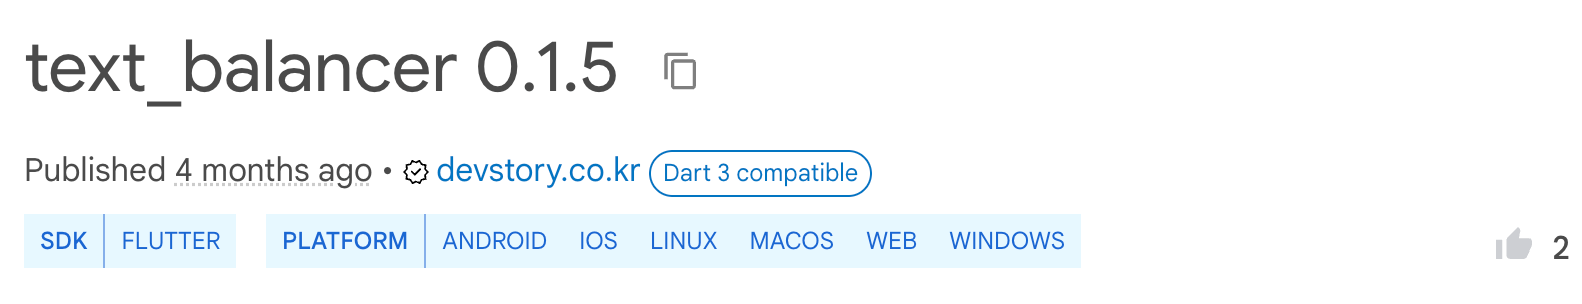 text_balancer 0.1.5
Published 4 months ago • devstory.co.kr Dart 3 compatible
SDK FLUTTER PLATFORM ANDROID IOS LINUX MACOS WEB WINDOWS 2